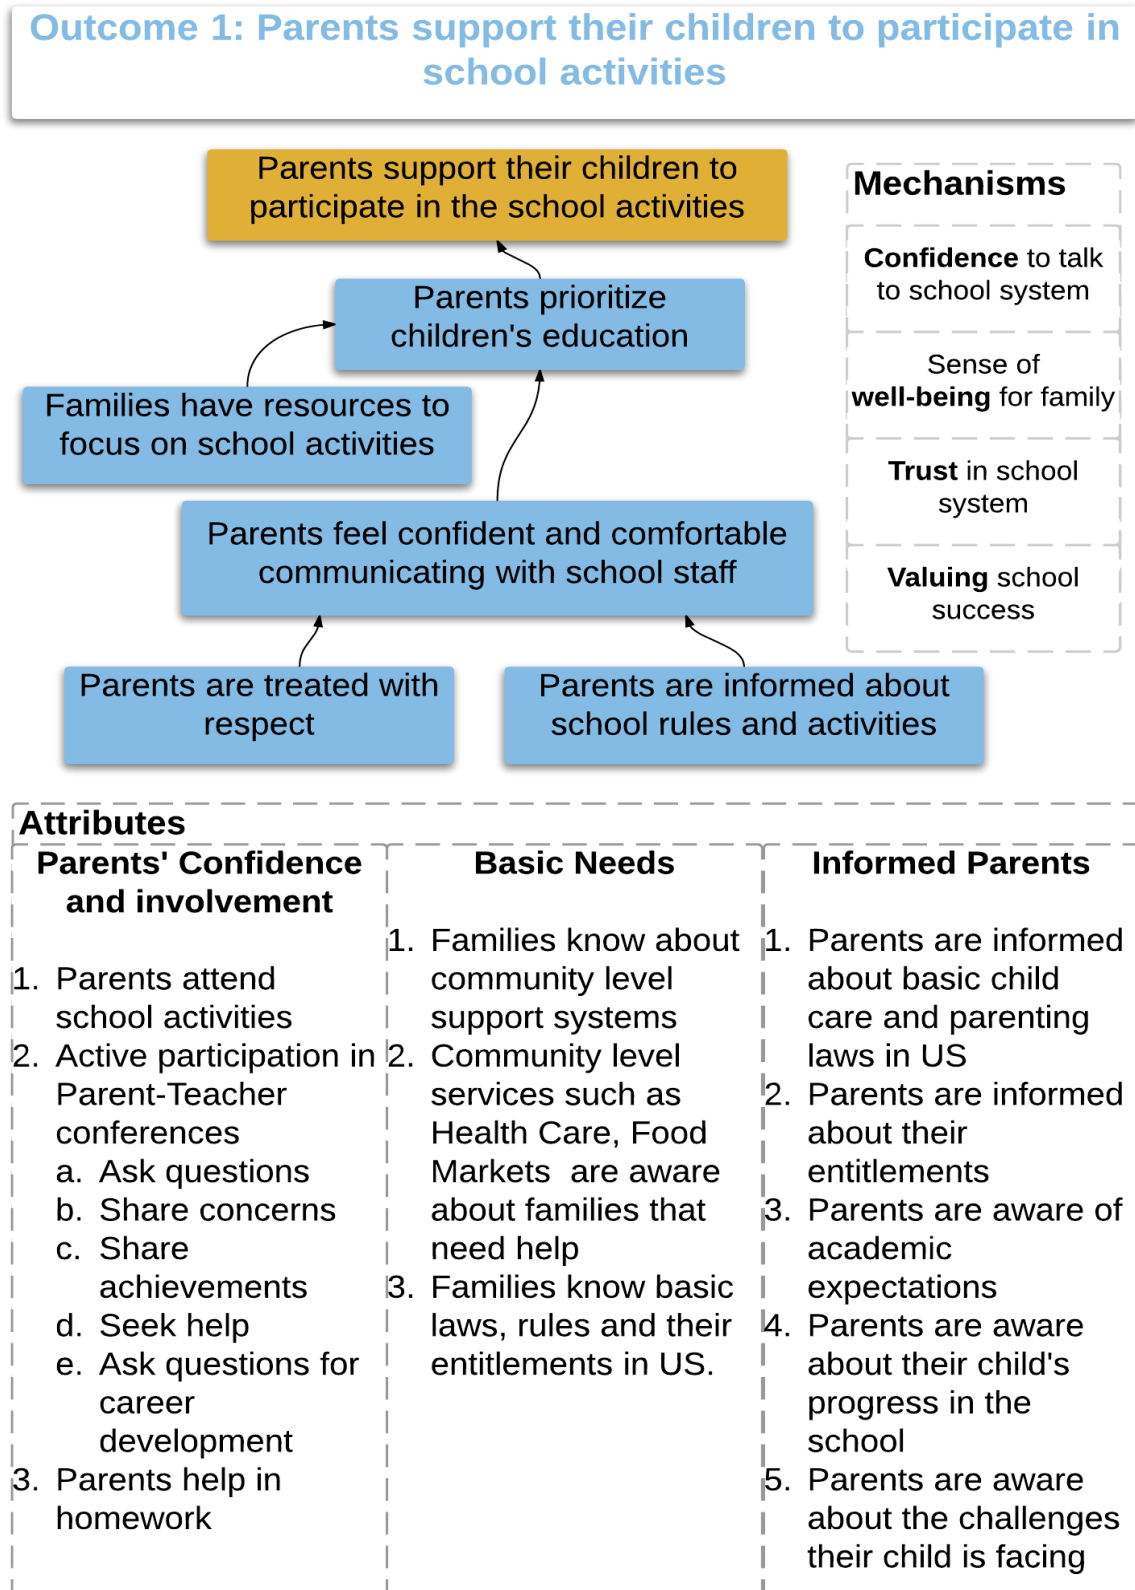 Outcome 1: Parents support their children to participate in
school activities
Parents support their children to
participate in the school activities
Mechanisms
Confidence to talk
to school system
Parents prioritize
children's education
Sense of
well-being for family
Families have resources to
focus on school activities
Trust in school
system
Parents feel confident and comfortable
communicating with school staff
Valuing school
success
Parents are treated with
respect
Parents are informed about
school rules and activities
Attributes
Parents' Confidence
and involvement
1. Parents attend
school activities
2. Active participation in
Parent-Teacher
conferences
a. Ask questions
b. Share concerns
c. Share
achievements
d. Seek help
e. Ask questions for
career
development
3. Parents help in
homework
Basic Needs
1. Families know about
community level
support systems
2. Community level
services such as
Health Care, Food
Markets are aware
about families that
need help
3. Families know basic
laws, rules and their
entitlements in US.
Informed Parents
1. Parents are informed
about basic child
care and parenting
laws in US
2. Parents are informed
about their
entitlements
3. Parents are aware of
academic
expectations
4. Parents are aware
about their child's
progress in the
school
5. Parents are aware
about the challenges
their child is facing